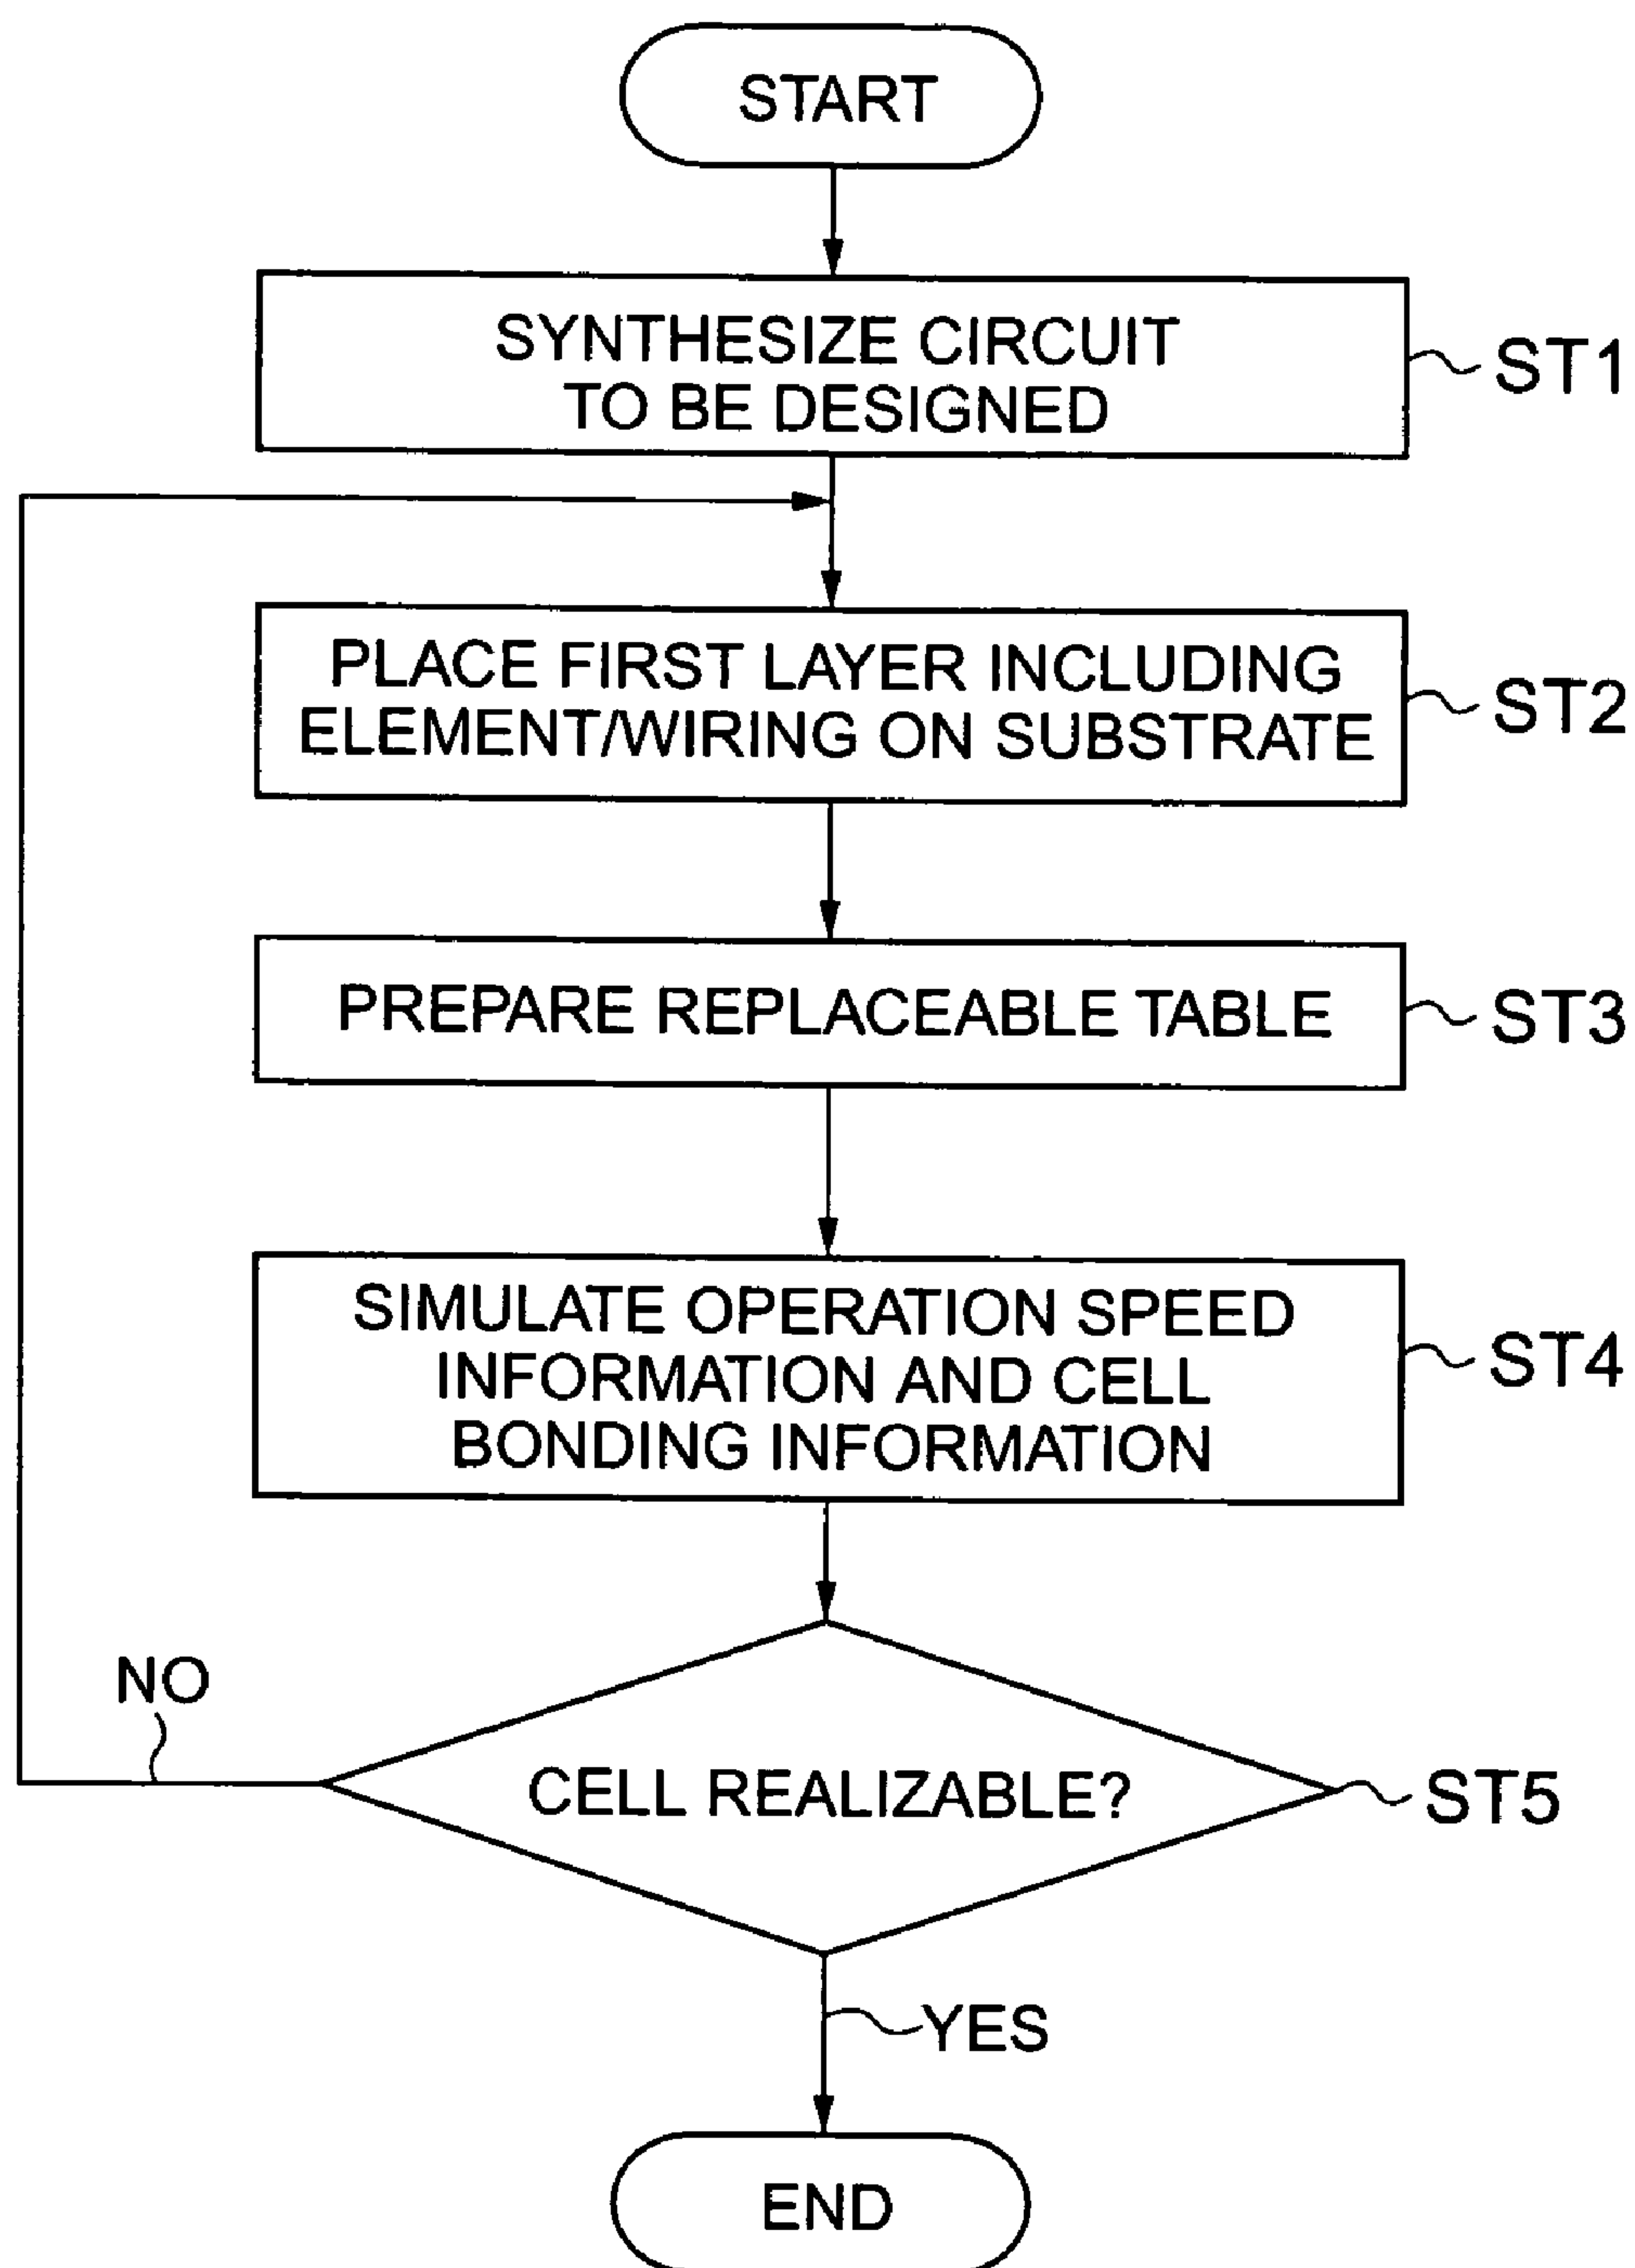 START
SYNTHESIZE CIRCUIT
TO BE DESIGNED
ST1
PLACE FIRST LAYER INCLUDING
ELEMENT/WIRING ON SUBSTRATE
ST2
PREPARE REPLACEABLE TABLE
ST3
SIMULATE OPERATION SPEED
INFORMATION AND CELL
BONDING INFORMATION
ST4
NO
CELL REALIZABLE?
ST5
YES
END